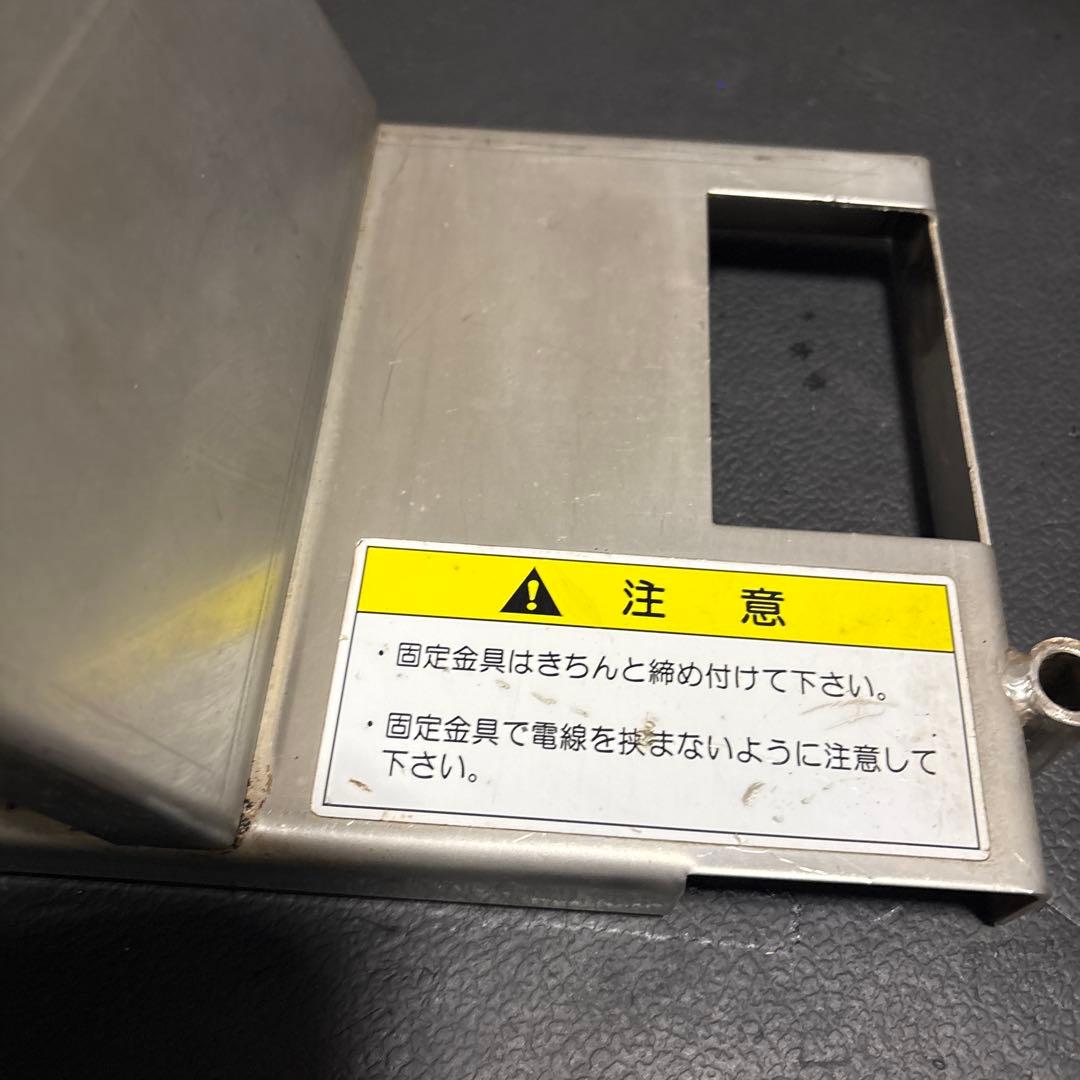 注 意
・固定金具はきちんと締め付けて下さい。
・固定金具で電線を挟まないように注意して
下さい。